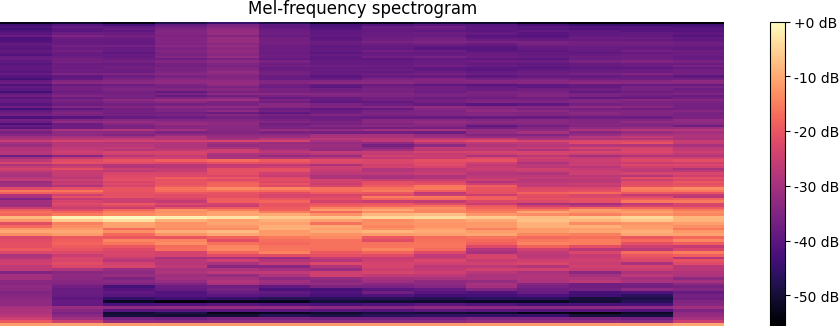 Mel-frequency spectrogram
+0 dB
-10 dB
-20 dB
-30 dB
-40 dB
-50 dB